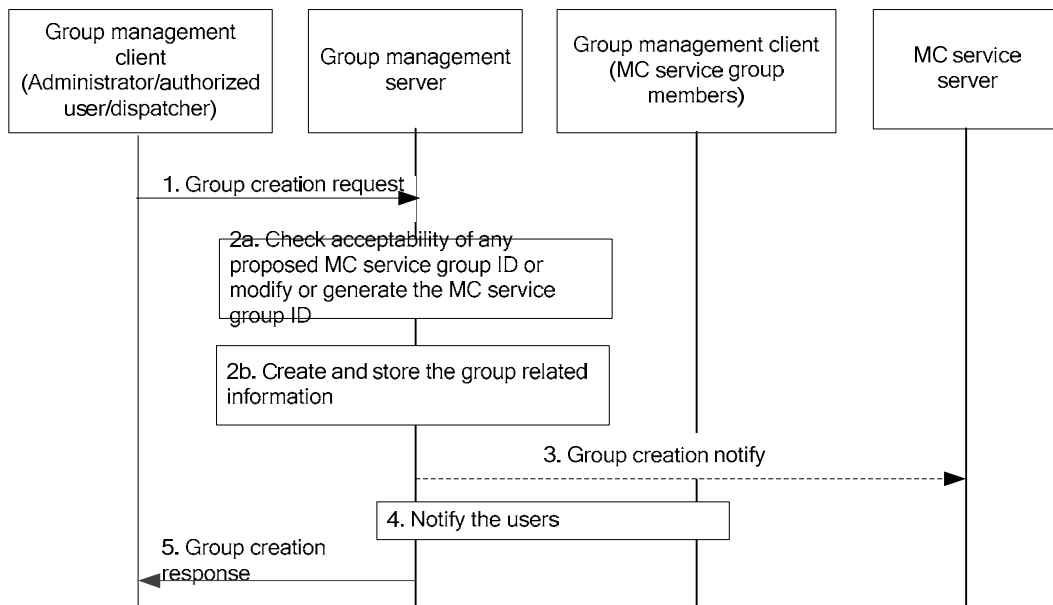 Group management
client
(Administrator/authorized
user/dispatcher)
Group management
server
Group management client
(MC service group
members)
MC service
server
1. Group creation request
2a. Check acceptability of any
proposed MC service group ID or
modify or generate the MC service
group ID
2b. Create and store the group related
information
3. Group creation notify
4. Notify the users
5. Group creation
response